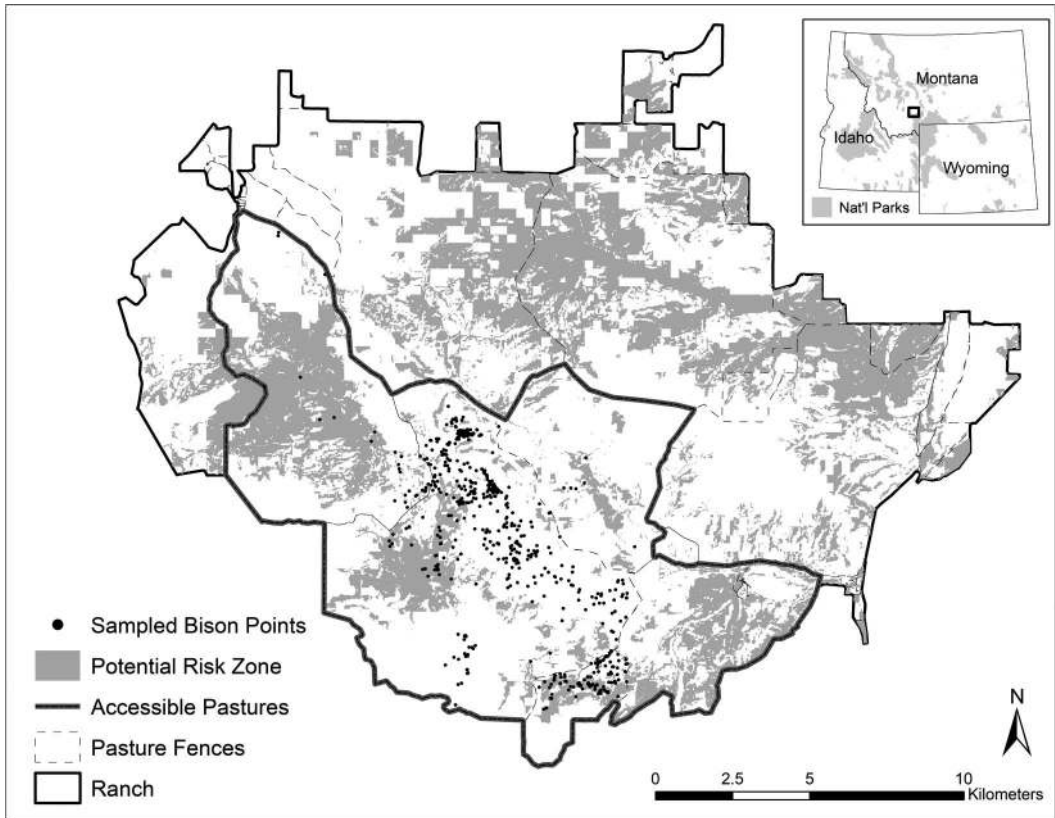 Montana
Idaho
Wyoming
Nat'l Parks
Sampled Bison Points
Potential Risk Zone
Accessible Pastures
Pasture Fences
Ranch
N
0 2.5 5 10
Kilometers